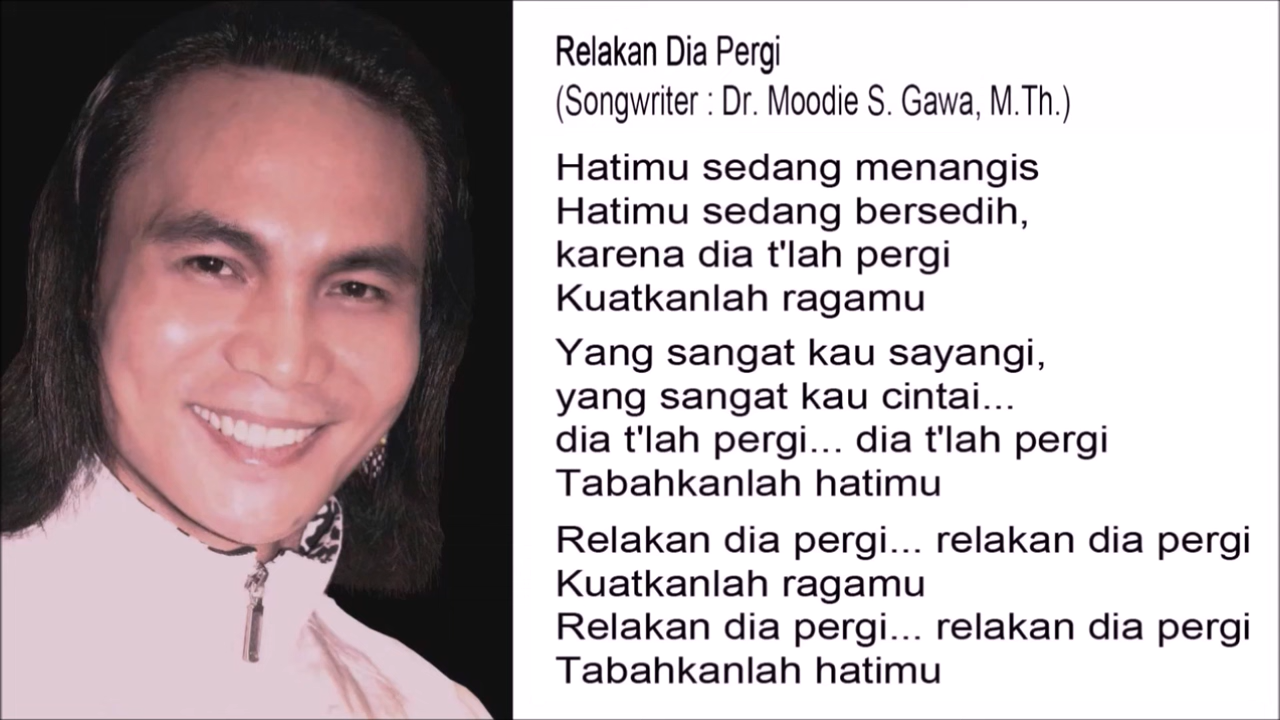 Relakan Dia Pergi
(Songwriter : Dr. Moodie S. Gawa, M.Th.)
Hatimu sedang menangis
Hatimu sedang bersedih,
karena dia t'lah pergi
Kuatkanlah ragamu
Yang sangat kau sayangi,
yang sangat kau cintai...
dia t'lah pergi... dia t'lah pergi
Tabahkanlah hatimu
Relakan dia pergi... relakan dia pergi
Kuatkanlah ragamu
Relakan dia pergi... relakan dia pergi
Tabahkanlah hatimu